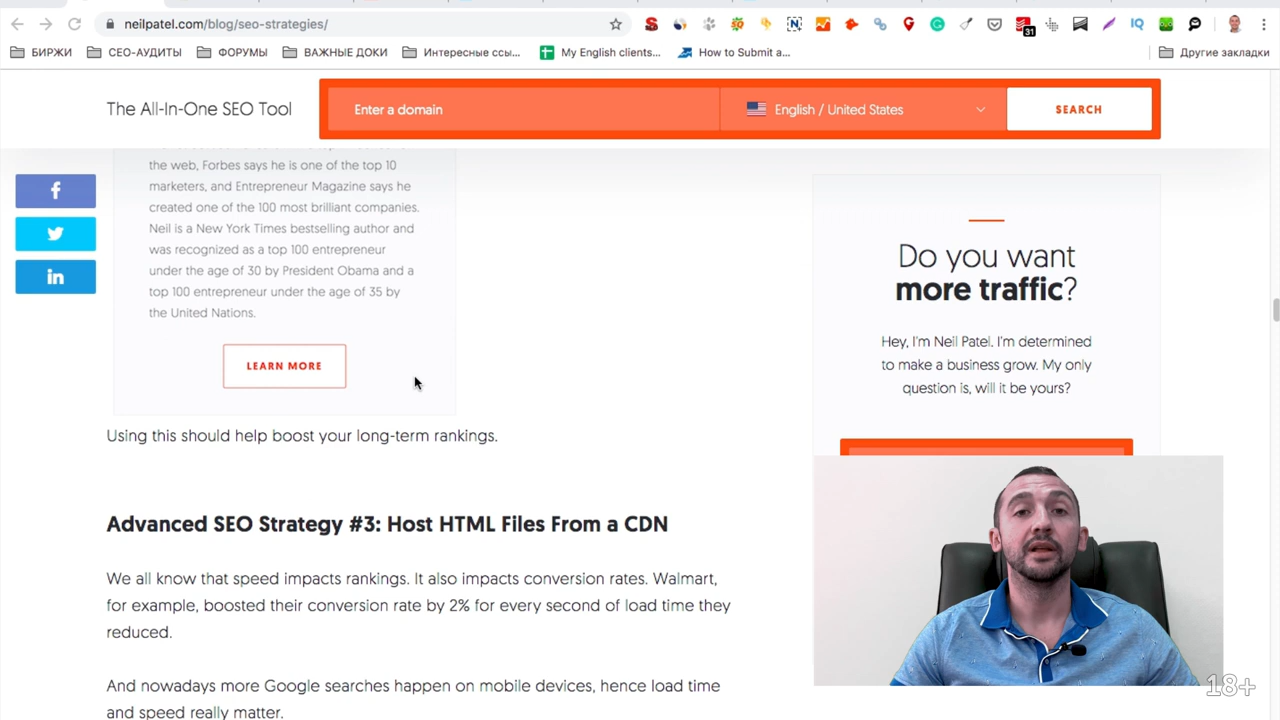 neilpatel.com/blog/seo-strategies/
31
БИРЖИ
СЕО-АУДИТЫ
ФОРУМЫ
ВАЖНЫЕ ДОКИ
Интересные ссы...
My English clients...
How to Submit a...
Другие закладки
The All-In-One SEO Tool
Enter a domain
English / United States
SEARCH
the web, Forbes says he is one of the top 10
marketers, and Entrepreneur Magazine says he
created one of the 100 most brilliant companies.
Neil is a New York Times bestselling author and
was recognized as a top 100 entrepreneur
under the age of 30 by President Obama and a
top 100 entrepreneur under the age of 35 by
the United Nations.
LEARN MORE
Using this should help boost your long-term rankings.
Advanced SEO Strategy #3: Host HTML Files From a CDN
We all know that speed impacts rankings. It also impacts conversion rates. Walmart,
for example, boosted their conversion rate by 2% for every second of load time they
reduced.
And nowadays more Google searches happen on mobile devices, hence load time
and speed really matter.
Do you want
more traffic?
Hey, I'm Neil Patel. I'm determined
to make a business grow. My only
question is, will it be yours?
18+